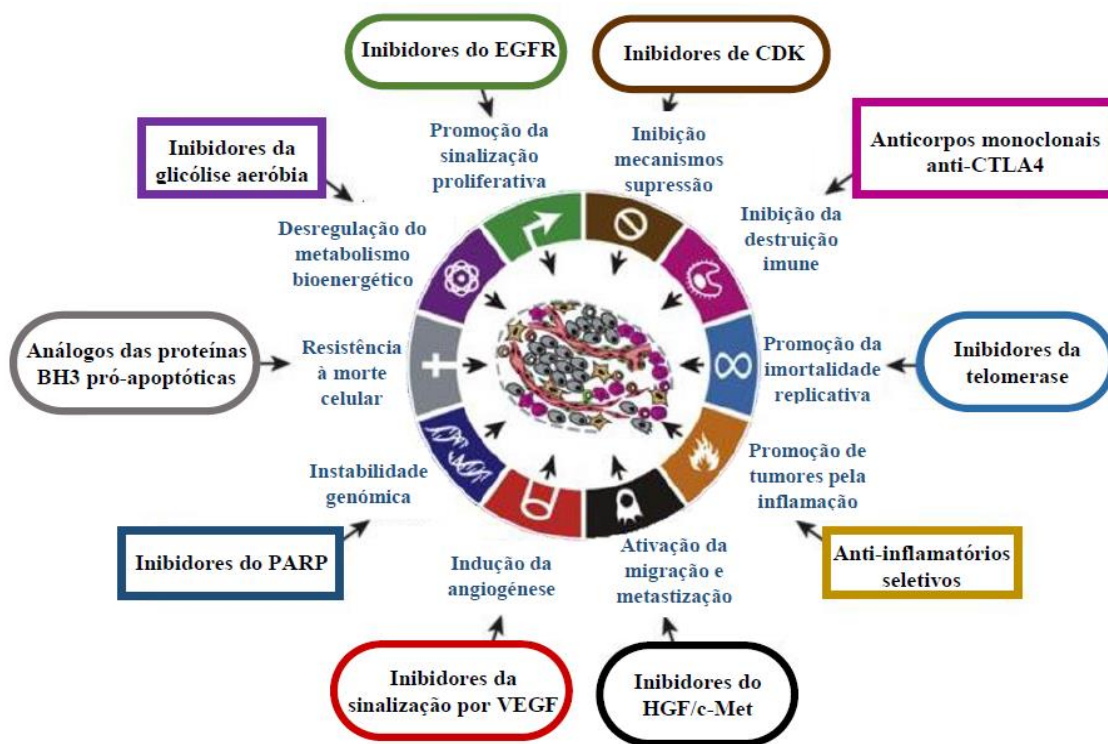 Inibidores do EGFR
Inibidores de CDK
Inibidores da
glicólise aeróbia
Promoção da
sinalização
proliferativa
Inibição
mecanismos
supressão
Anticorpos monoclonais
anti-CTLA4
Desregulação do
metabolismo
bioenergético
Inibição da
destruição
imune
Análogos das proteínas
BH3 pró-apoptóticas
Resistência
à morte
celular
Promoção da
imortalidade
replicativa
Inibidores da
telomerase
Instabilidade
genómica
Promoção de
tumores pela
inflamação
Inibidores do PARP
Indução da
angiogénese
Ativação da
migração e
metastização
Anti-inflamatórios
seletivos
Inibidores da
sinalização por VEGF
Inibidores do
HGF/c-Met